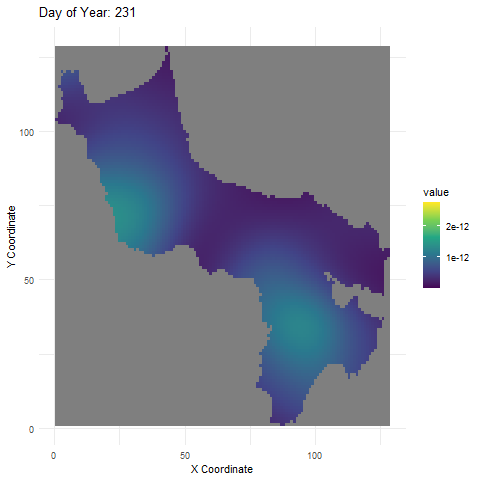 Day of Year: 231
Y Coordinate
100
50
0
0
50
100
X Coordinate
value
2e-12
1e-12